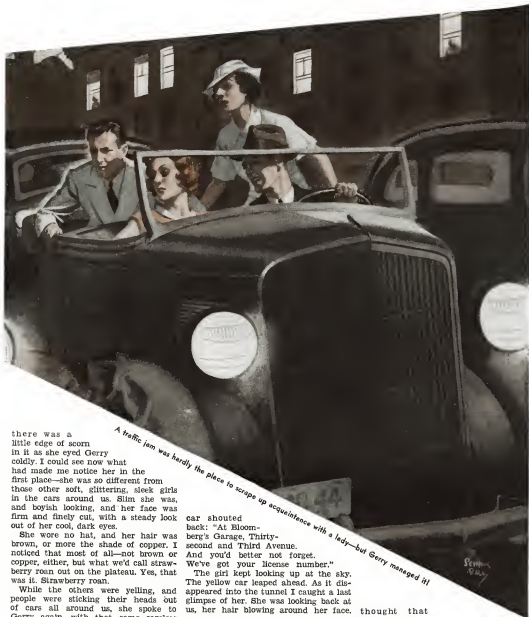 A traffic jam was hardly the place to scrape up acquaintance with a lady—but Gerry managed it!
there was a
little edge of scorn
in it as she eyed Gerry
coldly. I could see now what
had made me notice her in the
first place—she was so different from
those other soft, glittering, sleek girls
in the cars around us. Slim she was,
and boyish looking, and her face was
firm and finely cut, with a steady look
out of her cool, dark eyes.
She wore no hat, and her hair was
brown, or more the shade of copper. I
noticed that most of all—not brown or
copper, either, but what we'd call straw-
berry roan out on the plateau. Yes, that
was it. Strawberry roan.
While the others were yelling, and
people were sticking their heads out
of cars all around us, she spoke to
Gerry again, with that same
car shouted
back: "At Bloom-
berg's Garage, Thirty-
second and Third Avenue.
And you'd better not forget.
We've got your license number."
The girl kept looking up at the sky.
The yellow car leaped ahead. As it dis-
appeared into the tunnel I caught a last
glimpse of her. She was looking back at
us, her hair blowing around her face,
thought that